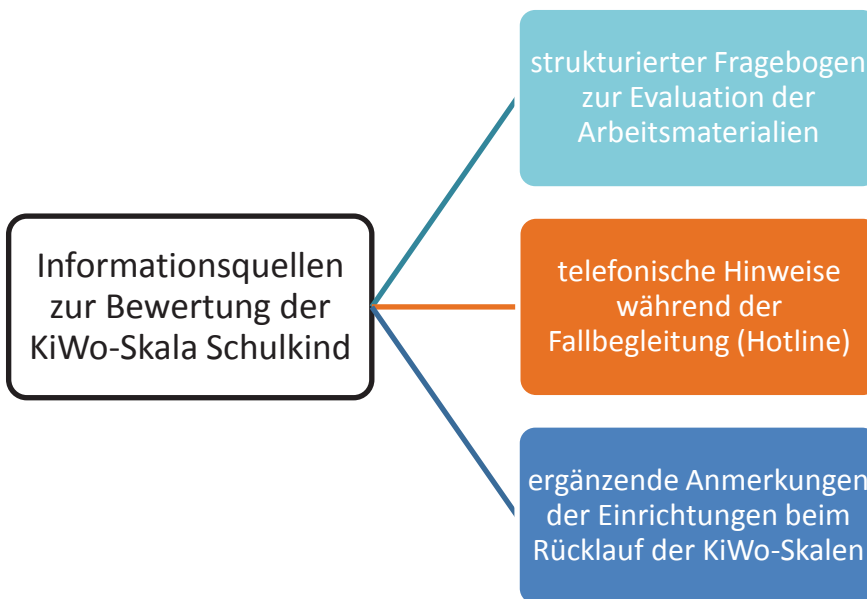 Informationsquellen
zur Bewertung der
KiWo-Skala Schulkind
strukturierter Fragebogen
zur Evaluation der
Arbeitsmaterialien
telefonische Hinweise
während der
Fallbegleitung (Hotline)
ergänzende Anmerkungen
der Einrichtungen beim
Rücklauf der KiWo-Skalen